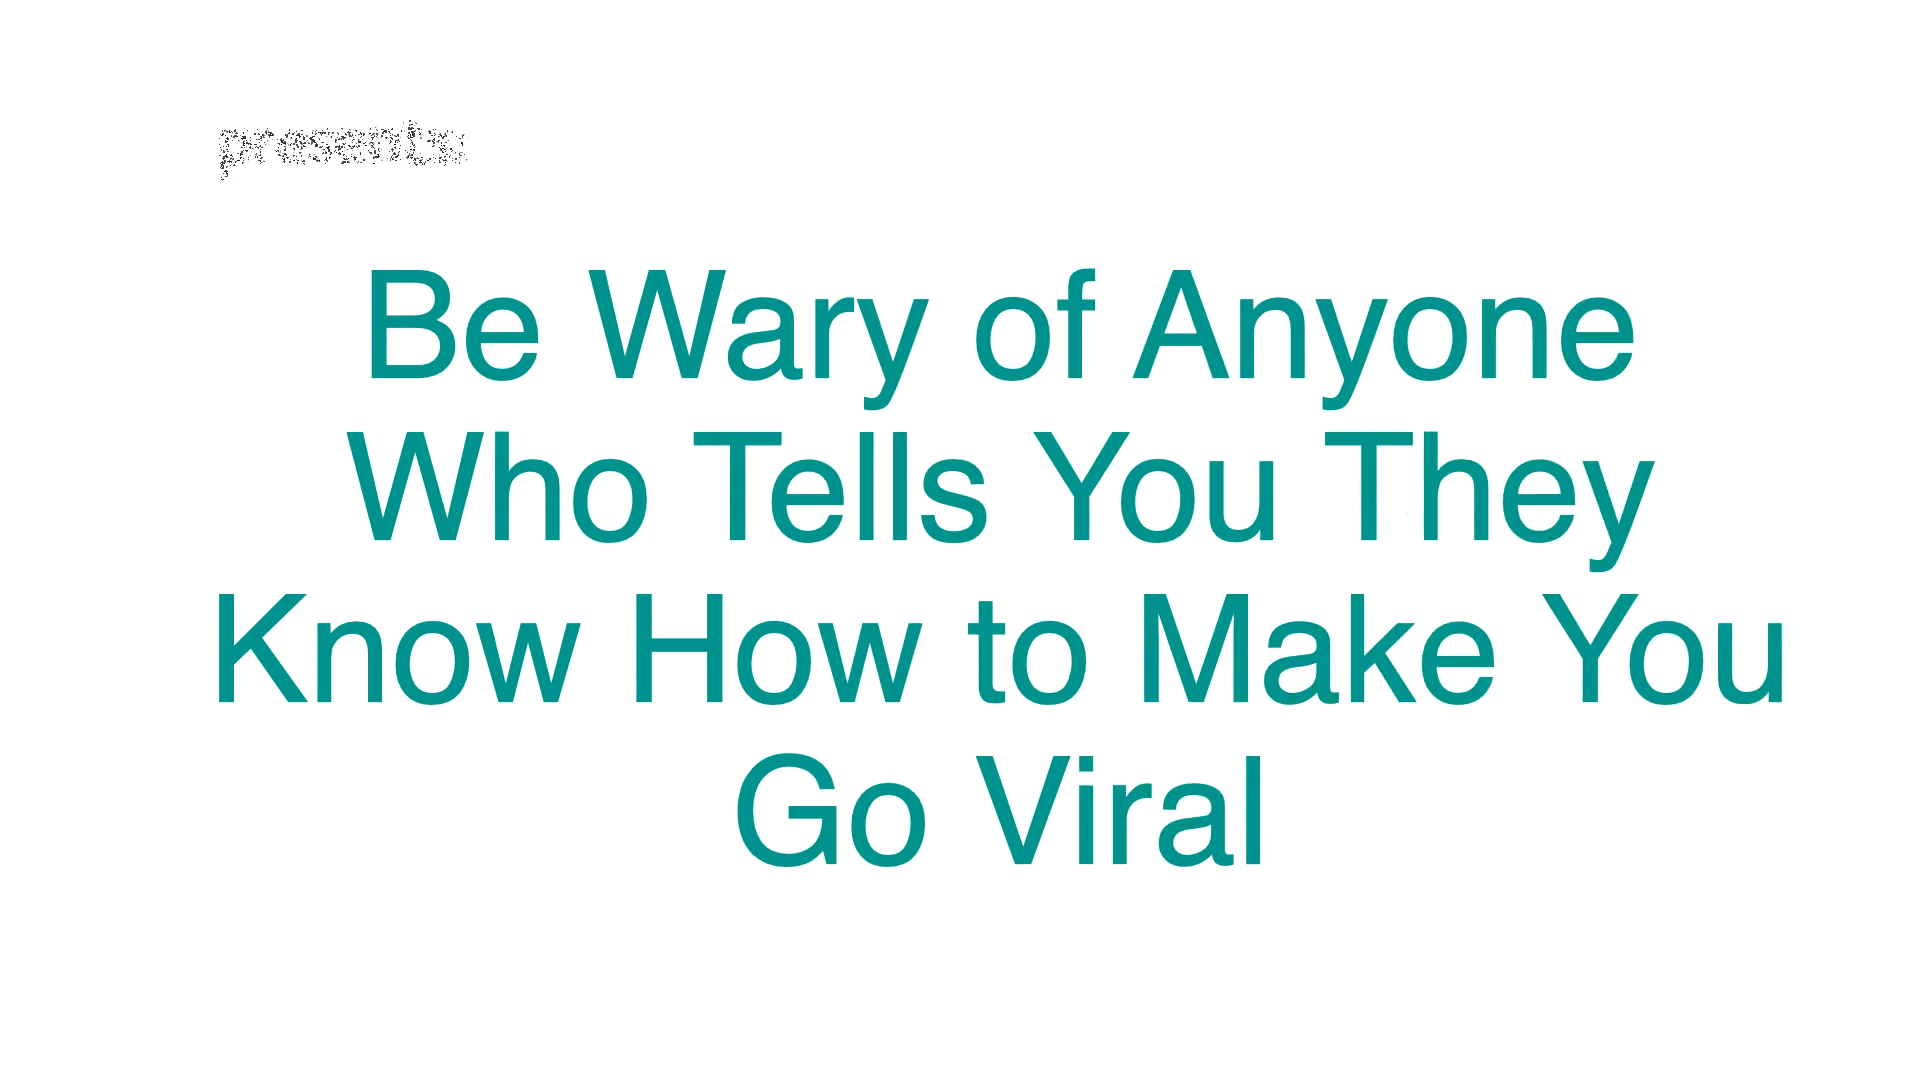 presents
Be Wary of Anyone
Who Tells You They
Know How to Make You
Go Viral